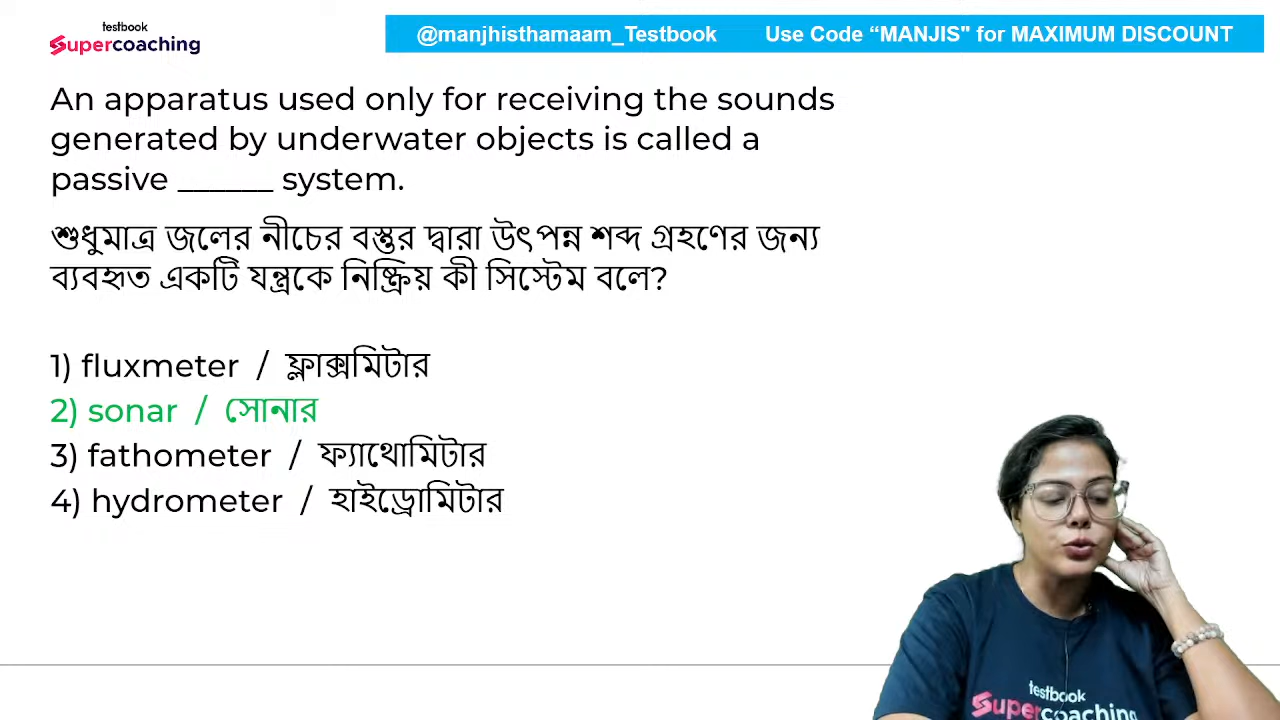 testbook
Supercoaching
@manjhisthamaam_Testbook Use Code “MANJIS" for MAXIMUM DISCOUNT
An apparatus used only for receiving the sounds
generated by underwater objects is called a
passive ______ system.
শুধুমাত্র জলের নীচের বস্তুর দ্বারা উৎপন্ন শব্দ গ্রহণের জন্য
ব্যবহৃত একটি যন্ত্রকে নিষ্ক্রিয় কী সিস্টেম বলে?
1) fluxmeter / ফ্লাক্সমিটার
2) sonar / সোনার
3) fathometer / ফ্যাথোমিটার
4) hydrometer / হাইড্রোমিটার
testbook
Supercoaching